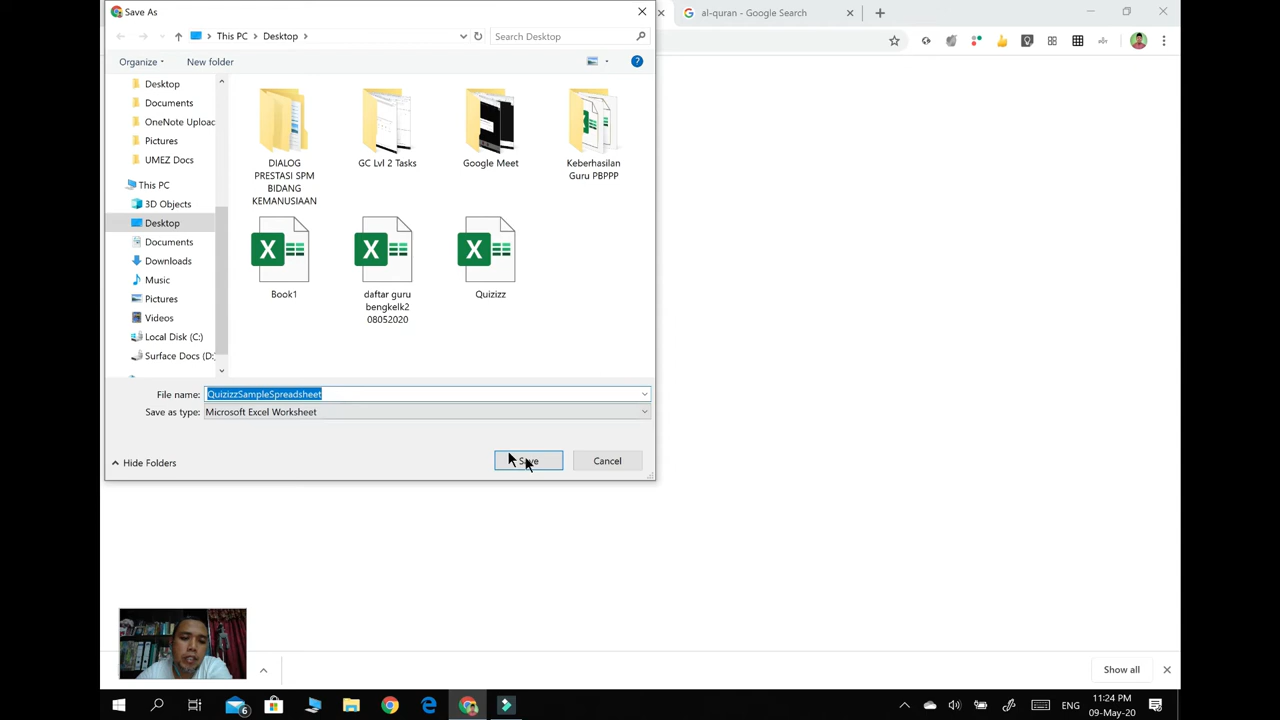 Save As
al-quran - Google Search
This PC
Desktop
Search Desktop
Organize
New folder
Desktop
Documents
OneNote Uploac
Pictures
UMEZ Docs
This PC
3D Objects
Desktop
Documents
Downloads
Music
Pictures
Videos
Local Disk (C:)
Surface Docs (D:
DIALOG
PRESTASI SPM
BIDANG
KEMANUSIAAN
GC Lvl 2 Tasks
Google Meet
Keberhasilan
Guru PBPPP
Book1
daftar guru
bengkelk2
08052020
Quizizz
File name:
QuizizzSampleSpreadsheet
Save as type:
Microsoft Excel Worksheet
Hide Folders
Save
Cancel
Show all
6
ENG
11:24 PM
09-May-20